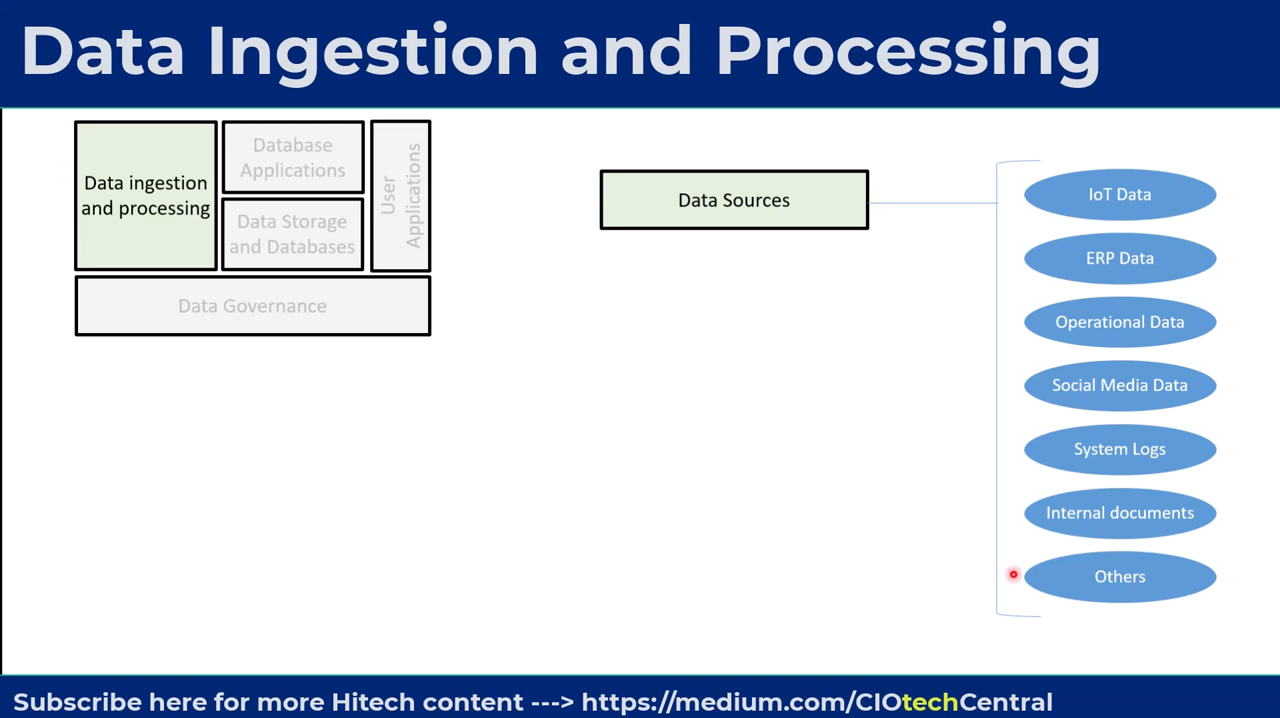 Data Ingestion and Processing
Data ingestion
and processing
Database
Applications
Data Storage
and Databases
User
Applications
Data Governance
Data Sources
IoT Data
ERP Data
Operational Data
Social Media Data
System Logs
Internal documents
Others
Subscribe here for more Hitech content ---> https://medium.com/CIOtechCentral